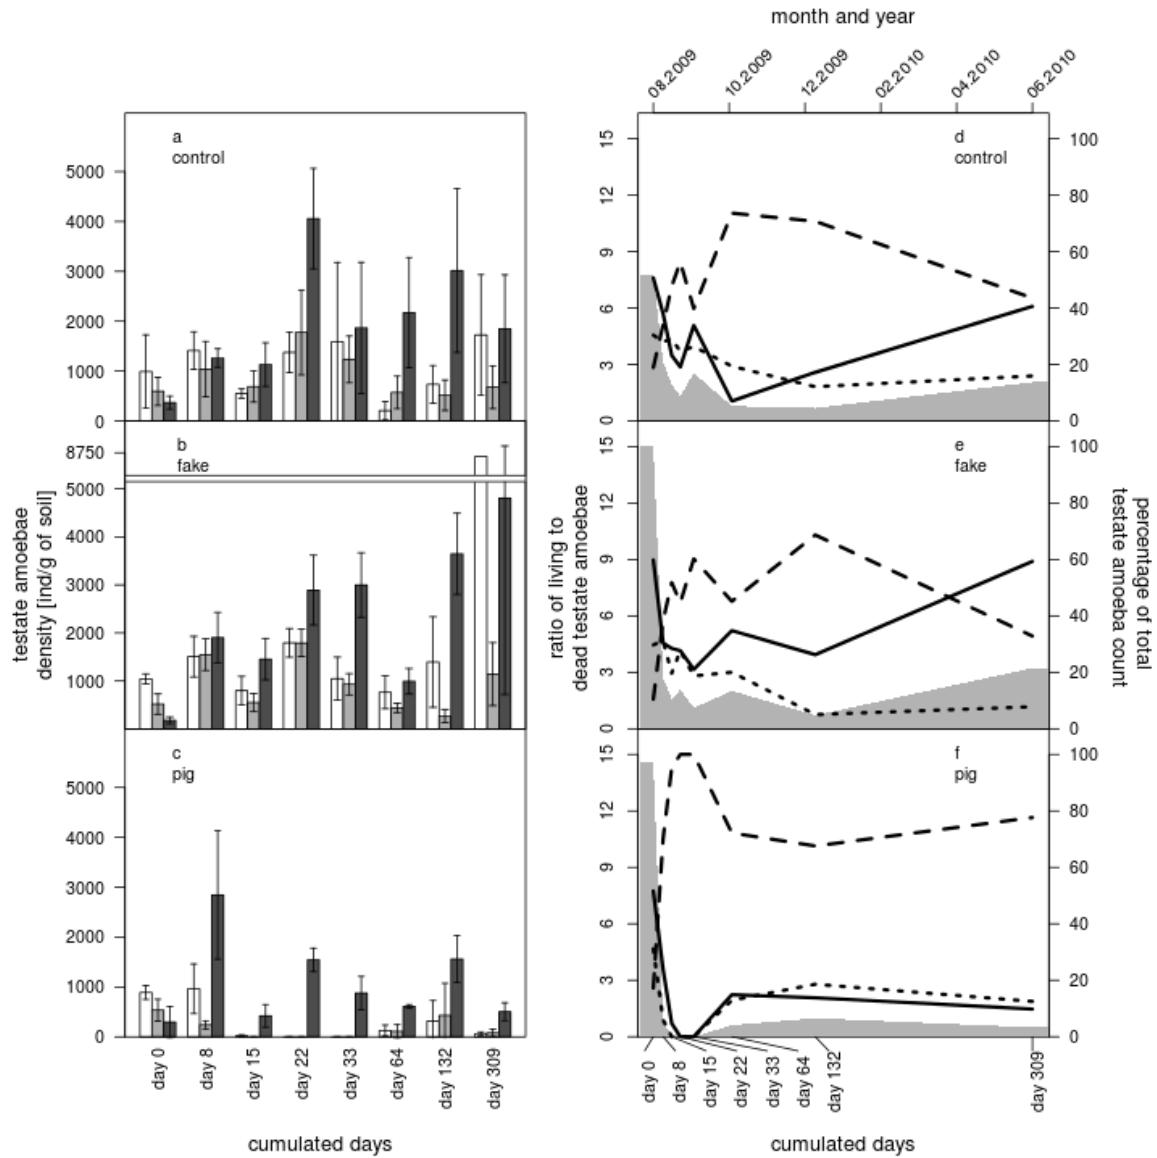 month and year
08.2009
10.2009
12.2009
02.2010
04.2010
06.2010
a
control
5000
4000
3000
2000
1000
0
b
fake
8750
5000
4000
3000
2000
1000
c
pig
5000
4000
3000
2000
1000
0
testate amoebae
density [ind/g of soil]
day 0
day 8
day 15
day 22
day 33
day 64
day 132
day 309
cumulated days
d
control
15
12
9
6
3
0
100
80
60
40
20
0
e
fake
15
12
9
6
3
0
100
80
60
40
20
0
f
pig
15
12
9
6
3
0
100
80
60
40
20
0
ratio of living to
dead testate amoebae
percentage of total
testate amoeba count
day 0
day 8
day 15
day 22
day 33
day 64
day 132
day 309
cumulated days